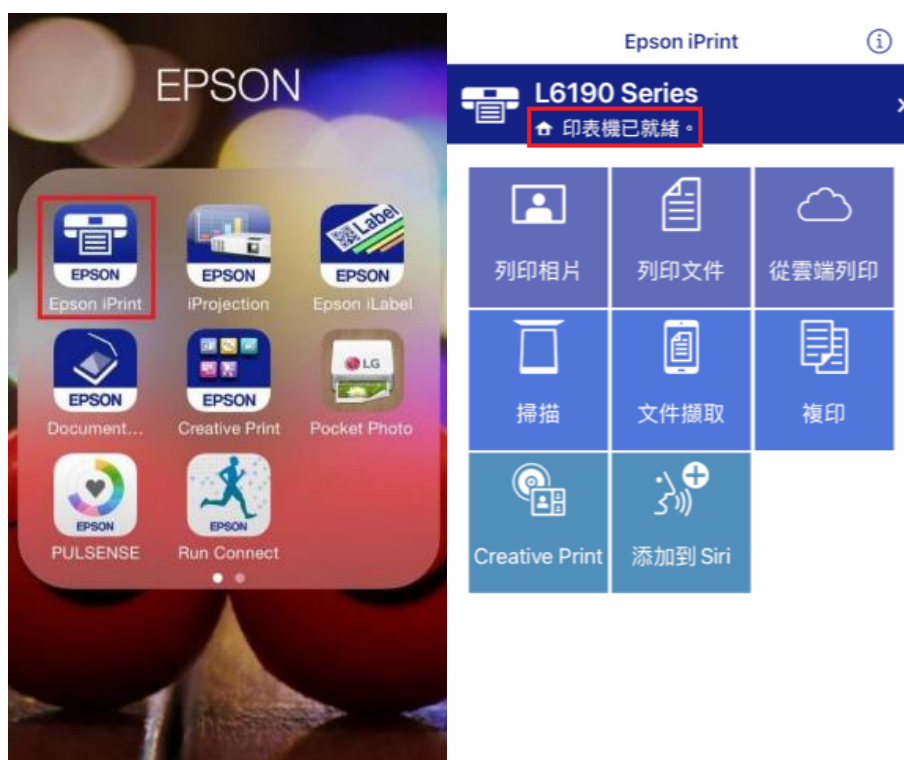 EPSON
EPSON
Epson iPrint
EPSON
iProjection
Label
EPSON
Epson iLabel
EPSON
Document...
EPSON
Creative Print
LG
Pocket Photo
EPSON
PULSENSE
EPSON
Run Connect
Epson iPrint
L6190 Series
印表機已就緒。
列印相片
列印文件
從雲端列印
掃描
文件擷取
複印
Creative Print
添加到 Siri